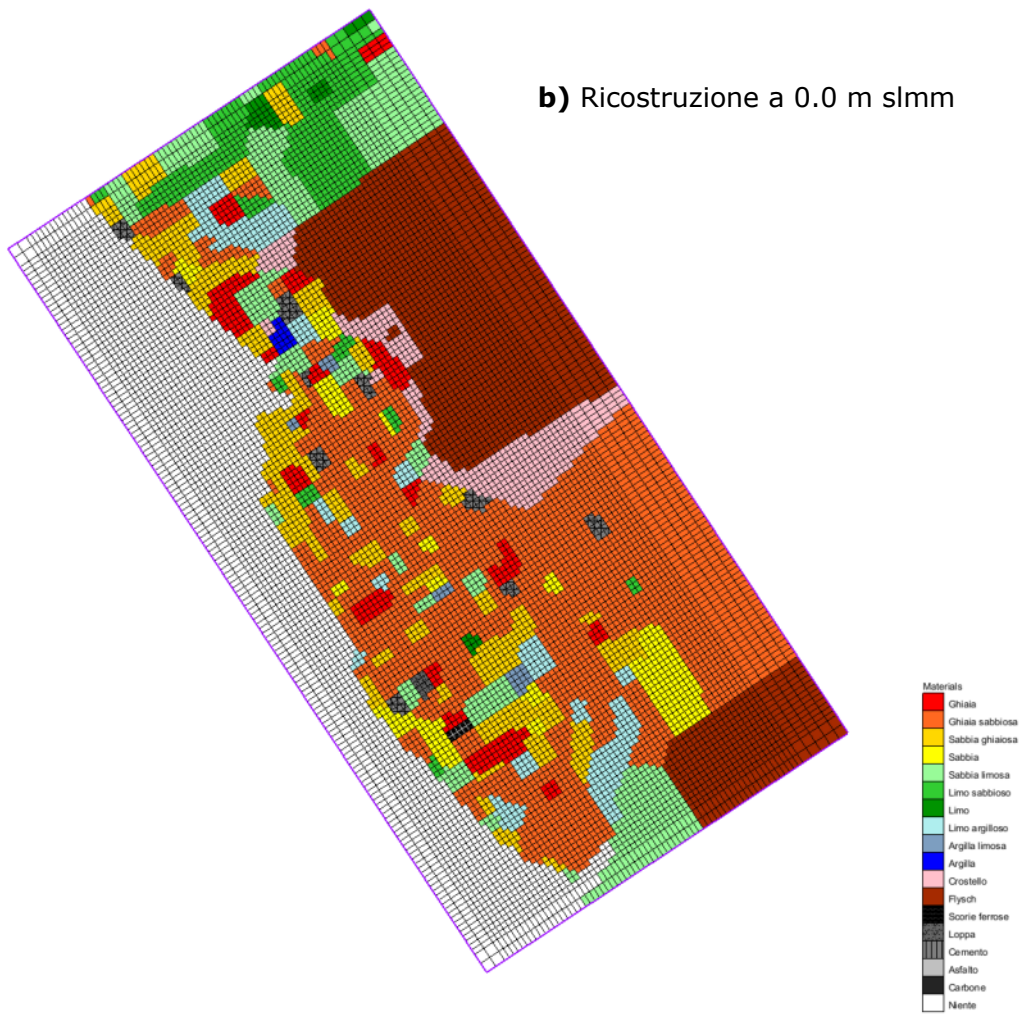 b) Ricostruzione a 0.0 m slmm
Materials
Ghiaia
Ghiaia sabbiosa
Sabbia ghiaiosa
Sabbia
Sabbia limosa
Limo sabbioso
Limo
Limo argilloso
Argilla limosa
Argilla
Crostello
Flysch
Scorie ferrose
Loppa
Cemento
Asfalto
Carbone
Niente